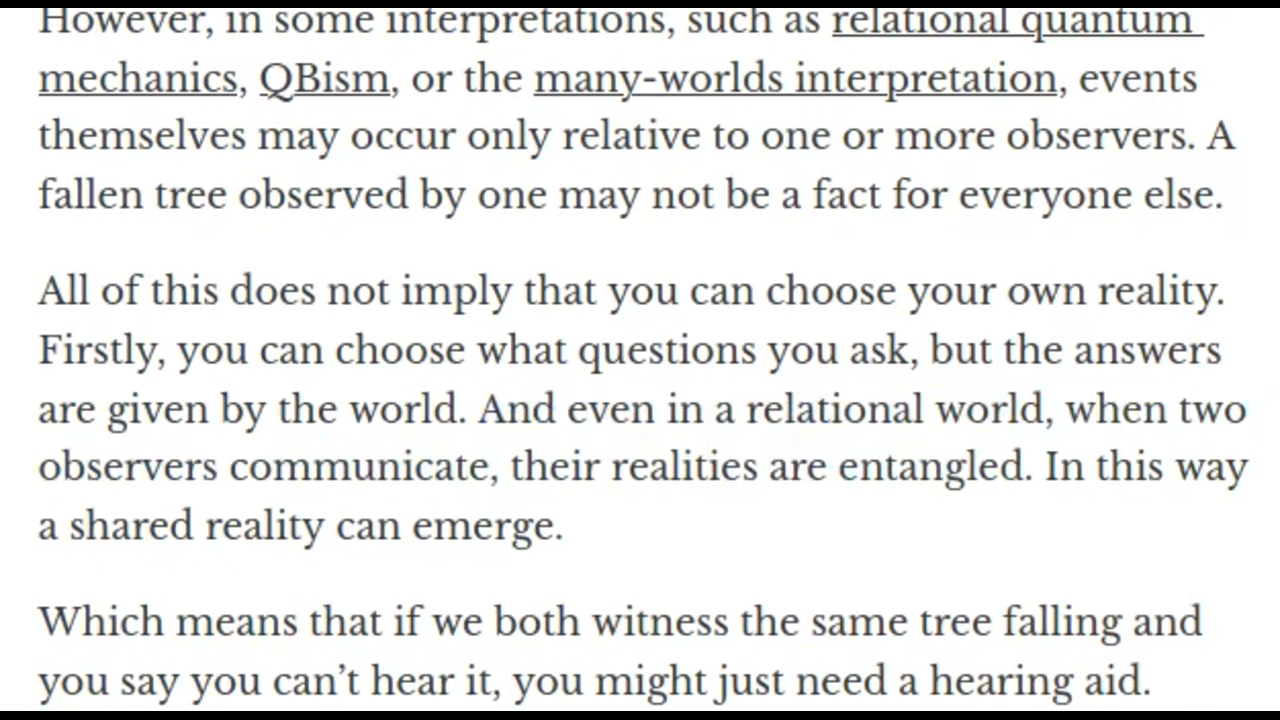 However, in some interpretations, such as relational quantum
mechanics, QBism, or the many-worlds interpretation, events
themselves may occur only relative to one or more observers. A
fallen tree observed by one may not be a fact for everyone else.
All of this does not imply that you can choose your own reality.
Firstly, you can choose what questions you ask, but the answers
are given by the world. And even in a relational world, when two
observers communicate, their realities are entangled. In this way
a shared reality can emerge.
Which means that if we both witness the same tree falling and
you say you can’t hear it, you might just need a hearing aid.